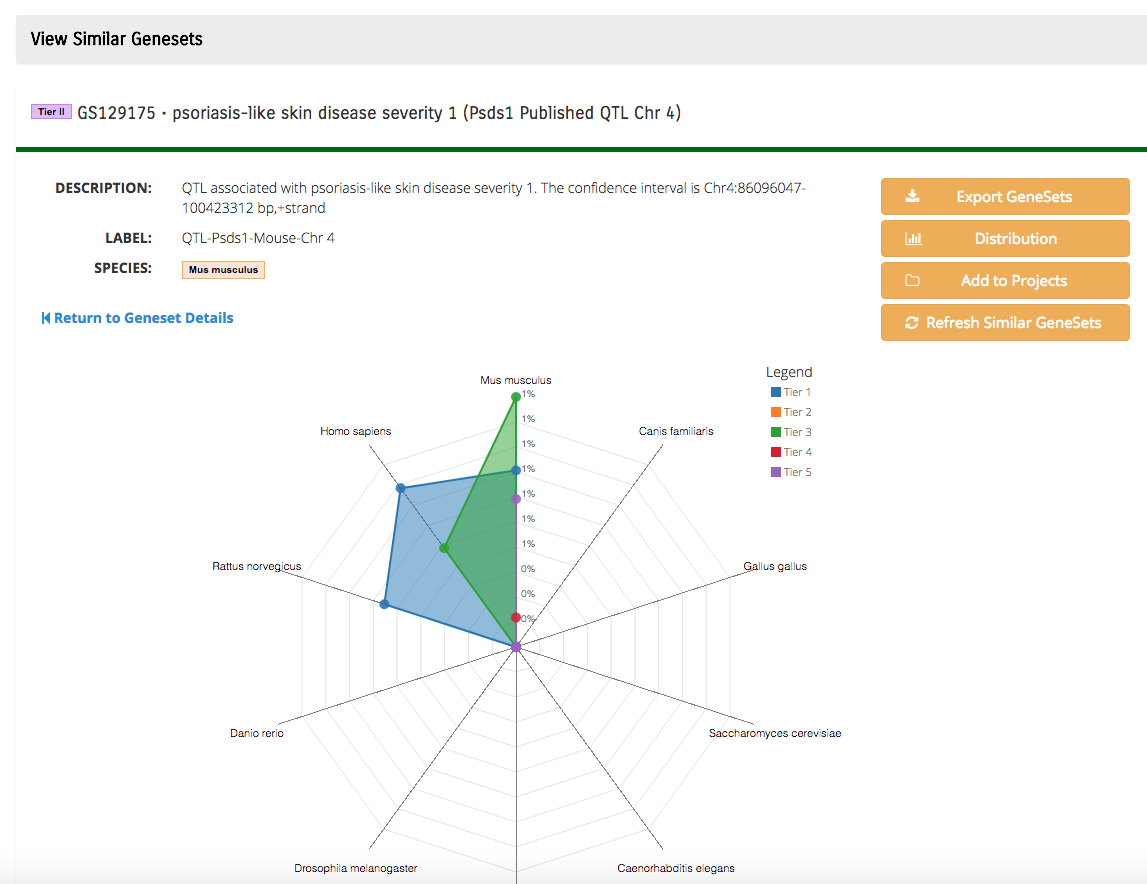 View Similar Genesets
Tier II GS129175 · psoriasis-like skin disease severity 1 (Psds1 Published QTL Chr 4)
DESCRIPTION: QTL associated with psoriasis-like skin disease severity 1. The confidence interval is Chr4:86096047-
100423312 bp,+strand
LABEL: QTL-Psds1-Mouse-Chr 4
SPECIES: Mus musculus
Return to Geneset Details
Export GeneSets
Distribution
Add to Projects
Refresh Similar GeneSets
Legend
Tier 1
Tier 2
Tier 3
Tier 4
Tier 5
Mus musculus
1%
1%
1%
1%
1%
1%
1%
0%
0%
0%
Homo sapiens
Canis familiaris
Rattus norvegicus
Gallus gallus
Danio rerio
Saccharomyces cerevisiae
Drosophila melanogaster
Caenorhabditis elegans